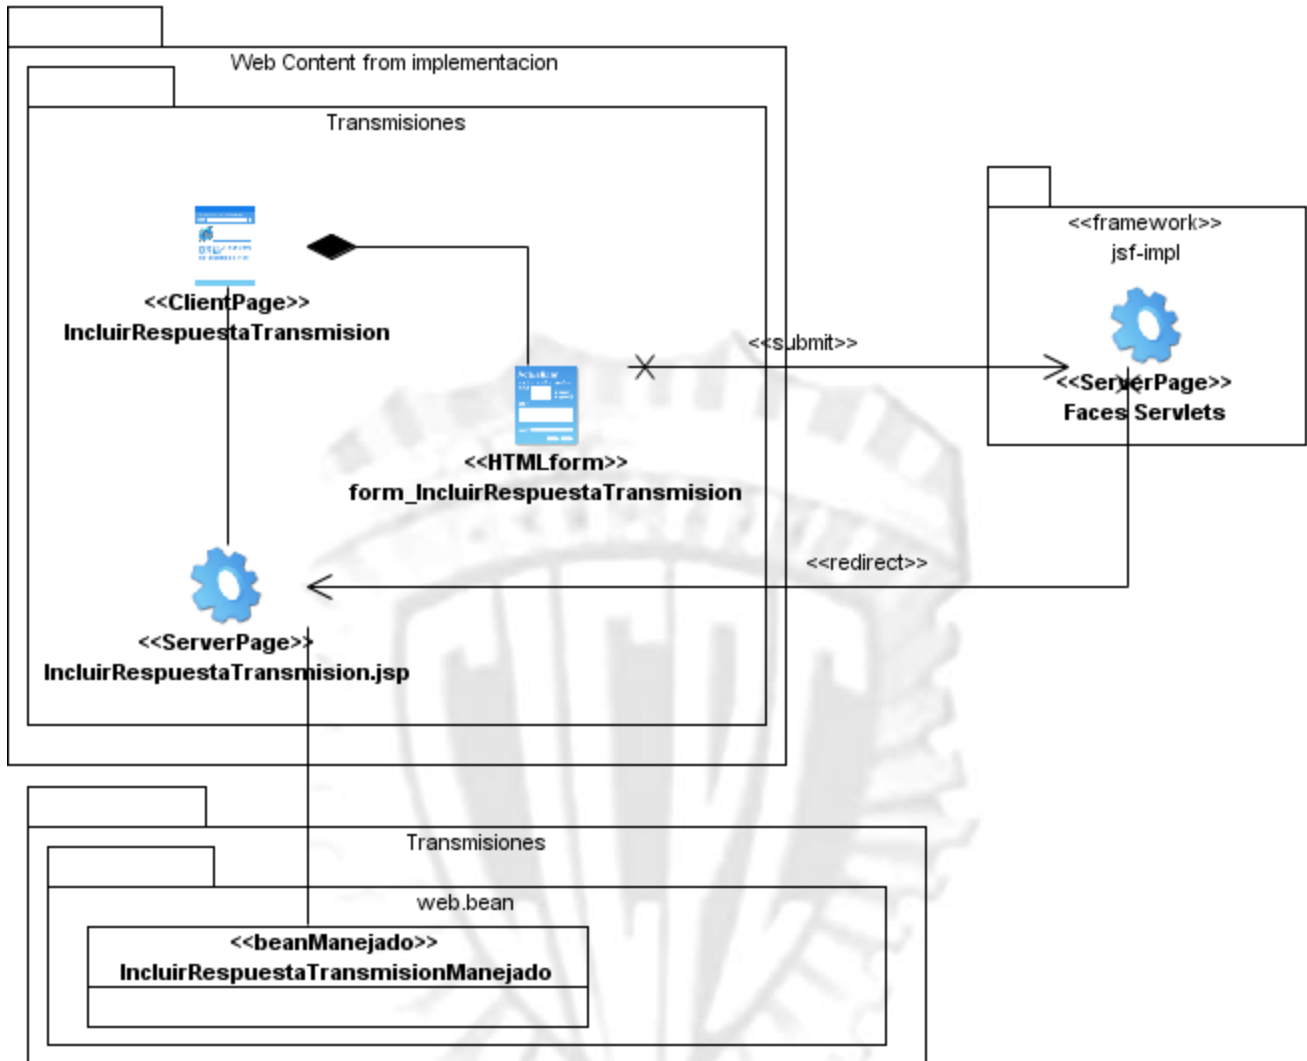 Web Content from implementacion
Transmisiones
<<ClientPage>>
IncluirRespuestaTransmision
<<HTMLform>>
form_IncluirRespuestaTransmision
<<submit>>
<<framework>>
jsf-impl
<<ServerPage>>
Faces Servlets
<<redirect>>
<<ServerPage>>
IncluirRespuestaTransmision.jsp
Transmisiones
web.bean
<<beanManejado>>
IncluirRespuestaTransmisionManejado